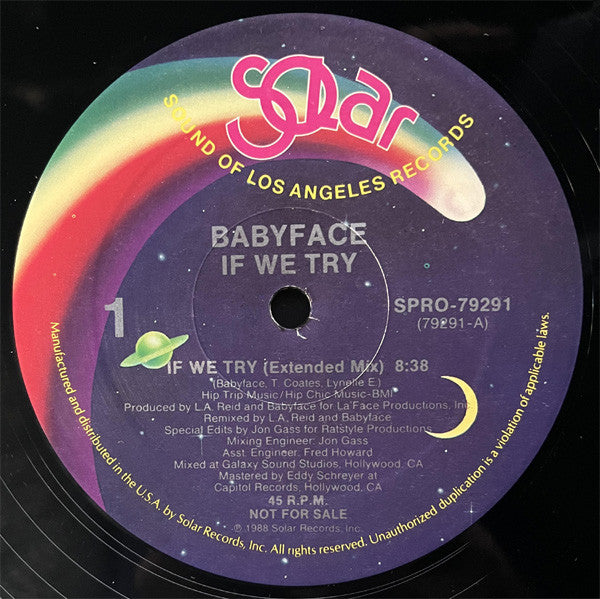 Solar
SOUND OF LOS ANGELES RECORDS
BABYFACE
IF WE TRY
1
SPRO-79291
(79291-A)
IF WE TRY (Extended Mix) 8:38
(Babyface, T. Coates, Lynelle E.)
Hip Trip Music/Hip Chic Music-BMI
Produced by L.A. Reid and Babyface for La Face Productions, Inc.
Remixed by L.A. Reid and Babyface
Special Edits by Jon Gass for Ratstyle Productions
Mixing Engineer: Jon Gass
Asst. Engineer: Fred Howard
Mixed at Galaxy Sound Studios, Hollywood, CA
Mastered by Eddy Schreyer at
Capitol Records, Hollywood, CA
45 R.P.M.
NOT FOR SALE
℗ 1988 Solar Records, Inc.
Manufactured and distributed in the U.S.A. by Solar Records, Inc. All rights reserved. Unauthorized duplication is a violation of applicable laws.